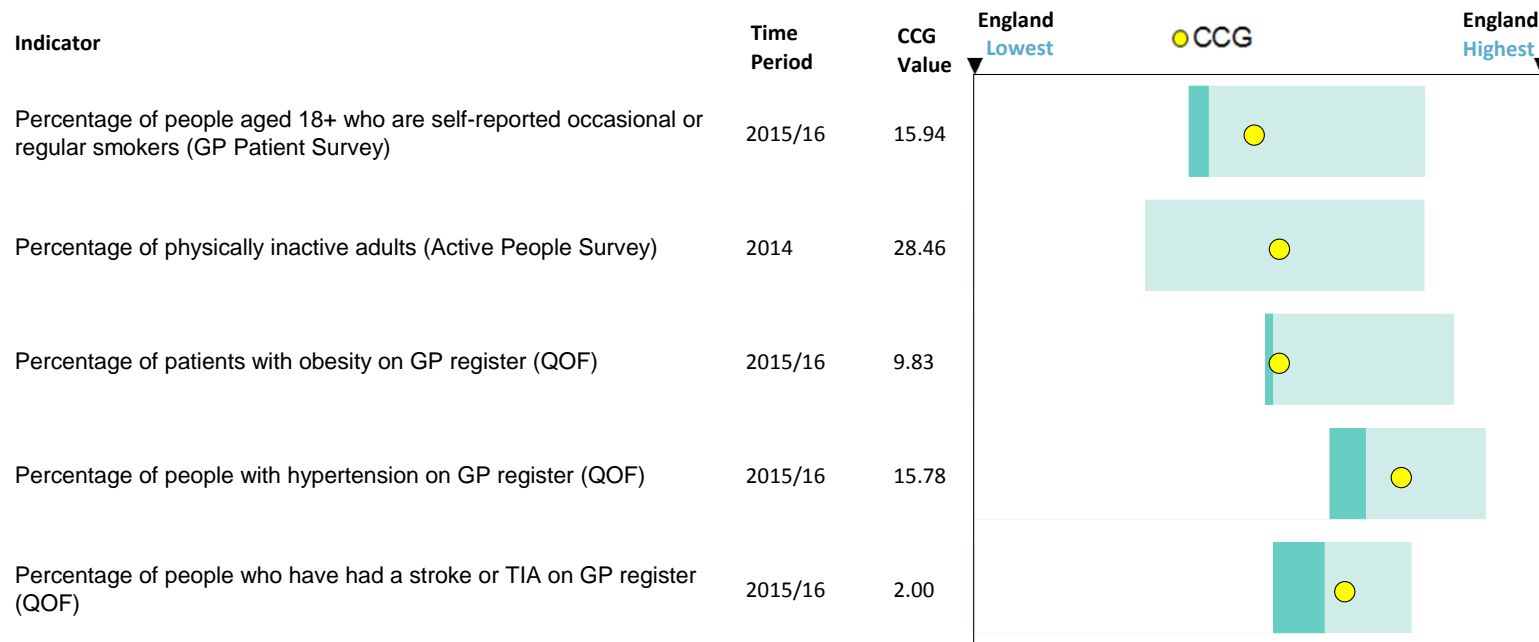 Indicator
Time
Period
CCG
Value
England
Lowest
CCG
England
Highest
Percentage of people aged 18+ who are self-reported occasional or
regular smokers (GP Patient Survey)
2015/16
15.94
Percentage of physically inactive adults (Active People Survey)
2014
28.46
Percentage of patients with obesity on GP register (QOF)
2015/16
9.83
Percentage of people with hypertension on GP register (QOF)
2015/16
15.78
Percentage of people who have had a stroke or TIA on GP register
(QOF)
2015/16
2.00